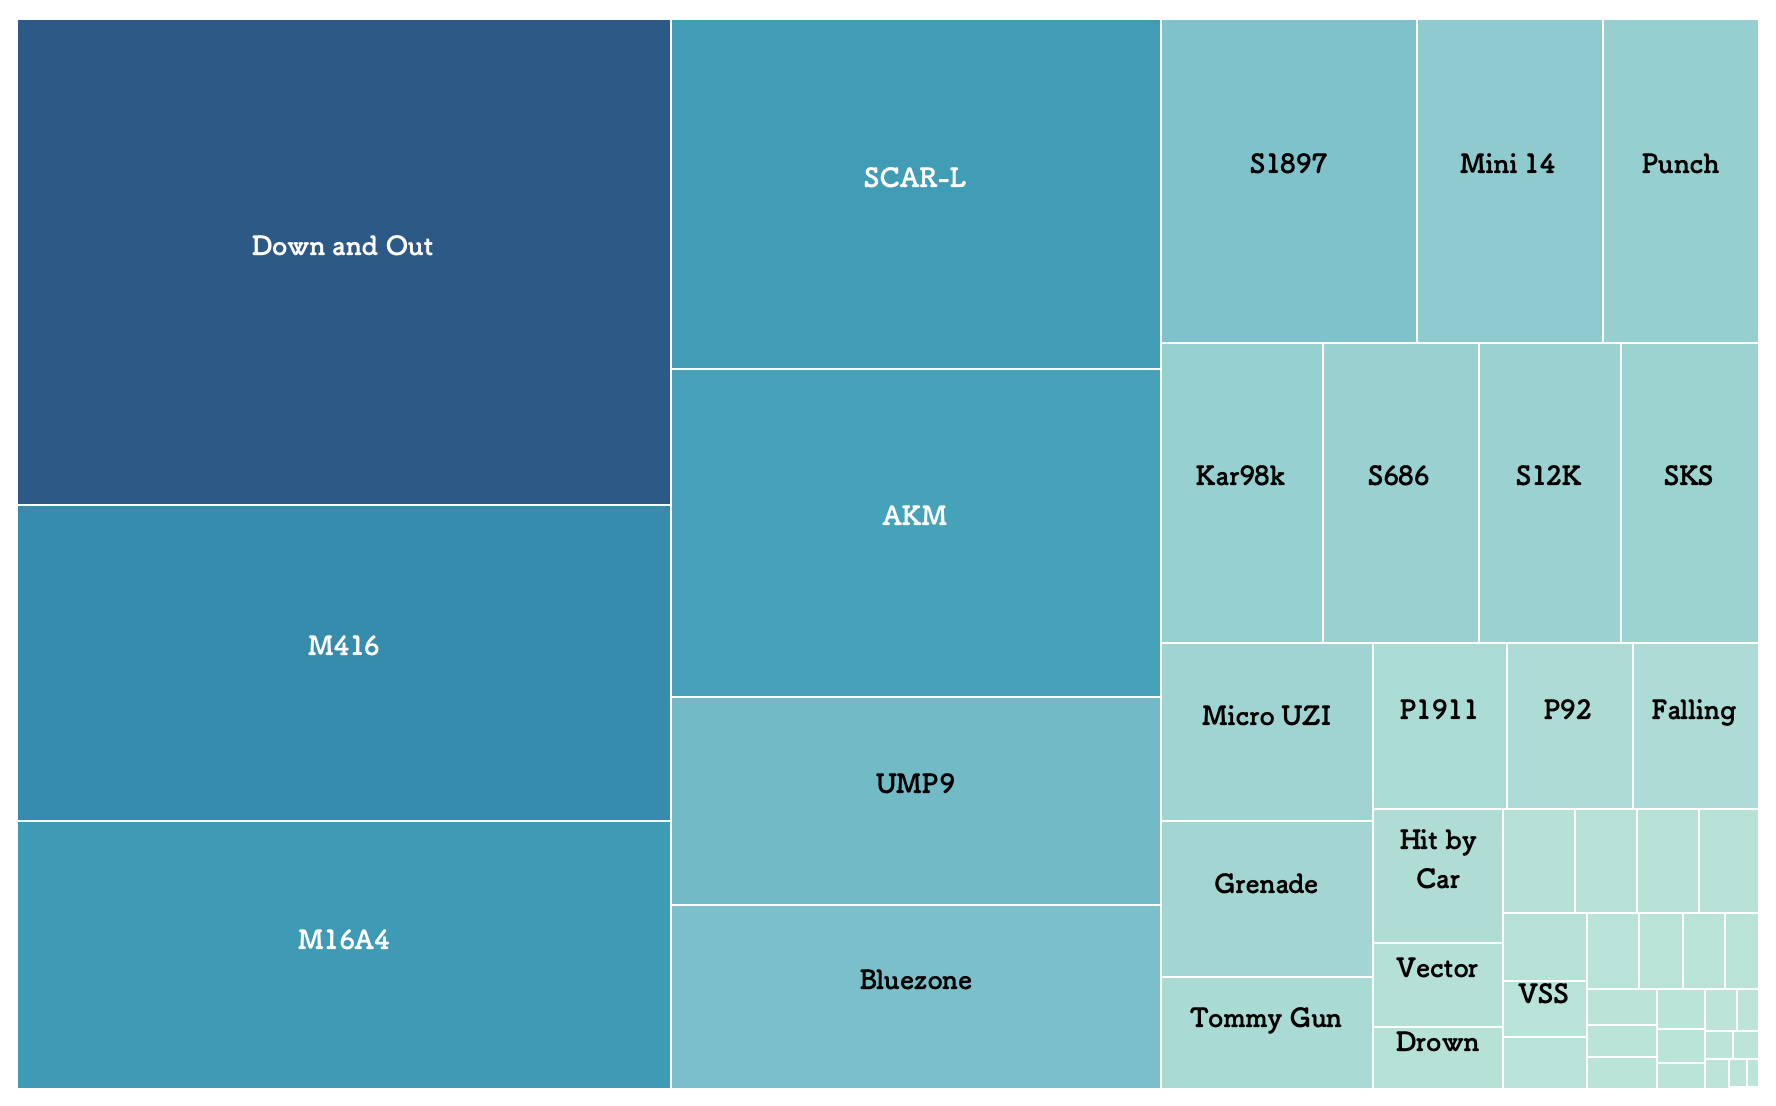 Down and Out
M416
M16A4
SCAR-L
AKM
UMP9
Bluezone
S1897
Mini 14
Punch
Kar98k
S686
S12K
SKS
Micro UZI
Grenade
Tommy Gun
P1911
P92
Falling
Hit by
Car
Vector
Drown
VSS